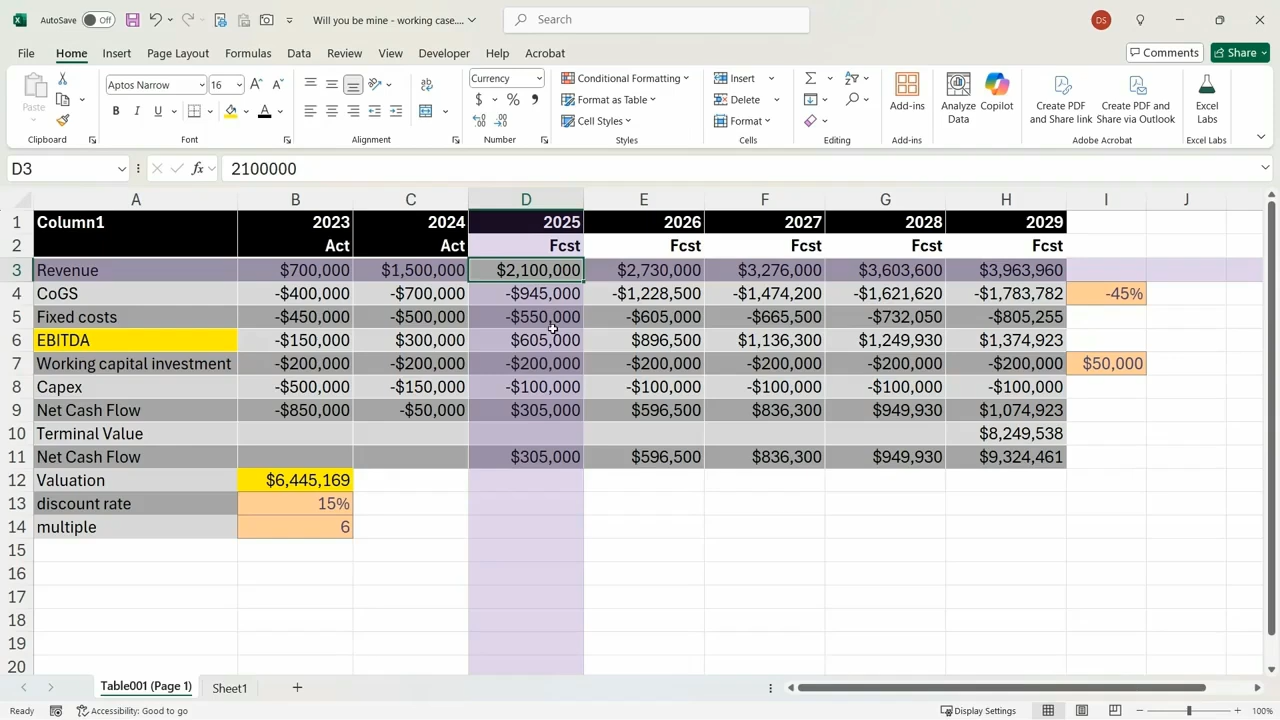 AutoSave Off Will you be mine - working case.... Search DS
File Home Insert Page Layout Formulas Data Review View Developer Help Acrobat Comments Share
Paste Aptos Narrow 16 Currency Conditional Formatting Insert
$ % Format as Table Delete
B I U A Cell Styles Format
Add-ins Analyze Data Copilot Create PDF and Share link Create PDF and Share via Outlook Excel Labs
Clipboard Font Alignment Number Styles Cells Editing Add-ins Adobe Acrobat Excel Labs
D3 fx 2100000
A B C D E F G H I J
1 Column1 2023 2024 2025 2026 2027 2028 2029
2 Act Act Fcst Fcst Fcst Fcst Fcst
3 Revenue $700,000 $1,500,000 $2,100,000 $2,730,000 $3,276,000 $3,603,600 $3,963,960
4 CoGS -$400,000 -$700,000 -$945,000 -$1,228,500 -$1,474,200 -$1,621,620 -$1,783,782 -45%
5 Fixed costs -$450,000 -$500,000 -$550,000 -$605,000 -$665,500 -$732,050 -$805,255
6 EBITDA -$150,000 $300,000 $605,000 $896,500 $1,136,300 $1,249,930 $1,374,923
7 Working capital investment -$200,000 -$200,000 -$200,000 -$200,000 -$200,000 -$200,000 -$200,000 $50,000
8 Capex -$500,000 -$150,000 -$100,000 -$100,000 -$100,000 -$100,000 -$100,000
9 Net Cash Flow -$850,000 -$50,000 $305,000 $596,500 $836,300 $949,930 $1,074,923
10 Terminal Value $8,249,538
11 Net Cash Flow $305,000 $596,500 $836,300 $949,930 $9,324,461
12 Valuation $6,445,169
13 discount rate 15%
14 multiple 6
15
16
17
18
19
20
Table001 (Page 1) Sheet1
Ready Accessibility: Good to go Display Settings 100%